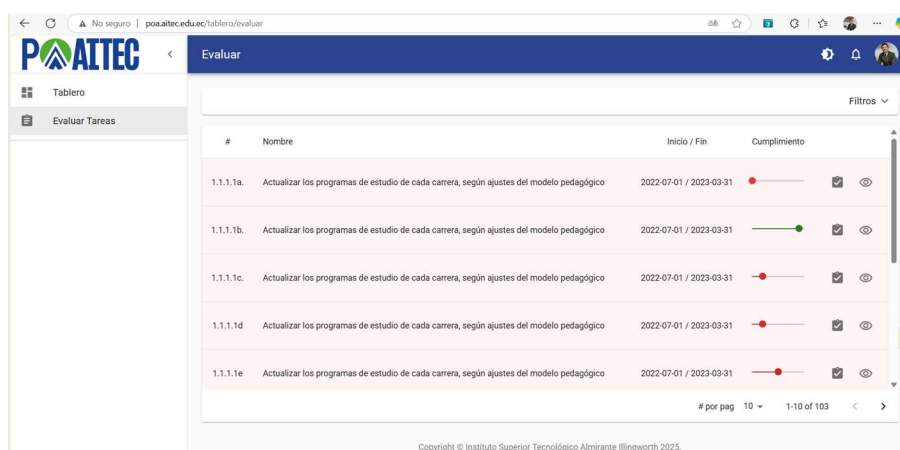 No seguro | poa.aitec.edu.ec/tablero/evaluar
POAITEC
Evaluar
Tablero
Evaluar Tareas
Filtros
# Nombre Inicio / Fin Cumplimiento
1.1.1.1a. Actualizar los programas de estudio de cada carrera, según ajustes del modelo pedagógico 2022-07-01 / 2023-03-31
1.1.1.1b. Actualizar los programas de estudio de cada carrera, según ajustes del modelo pedagógico 2022-07-01 / 2023-03-31
1.1.1.1c. Actualizar los programas de estudio de cada carrera, según ajustes del modelo pedagógico 2022-07-01 / 2023-03-31
1.1.1.1d Actualizar los programas de estudio de cada carrera, según ajustes del modelo pedagógico 2022-07-01 / 2023-03-31
1.1.1.1e Actualizar los programas de estudio de cada carrera, según ajustes del modelo pedagógico 2022-07-01 / 2023-03-31
# por pag 10 1-10 of 103
Copyright © Instituto Superior Tecnológico Almirante Illingworth 2025.